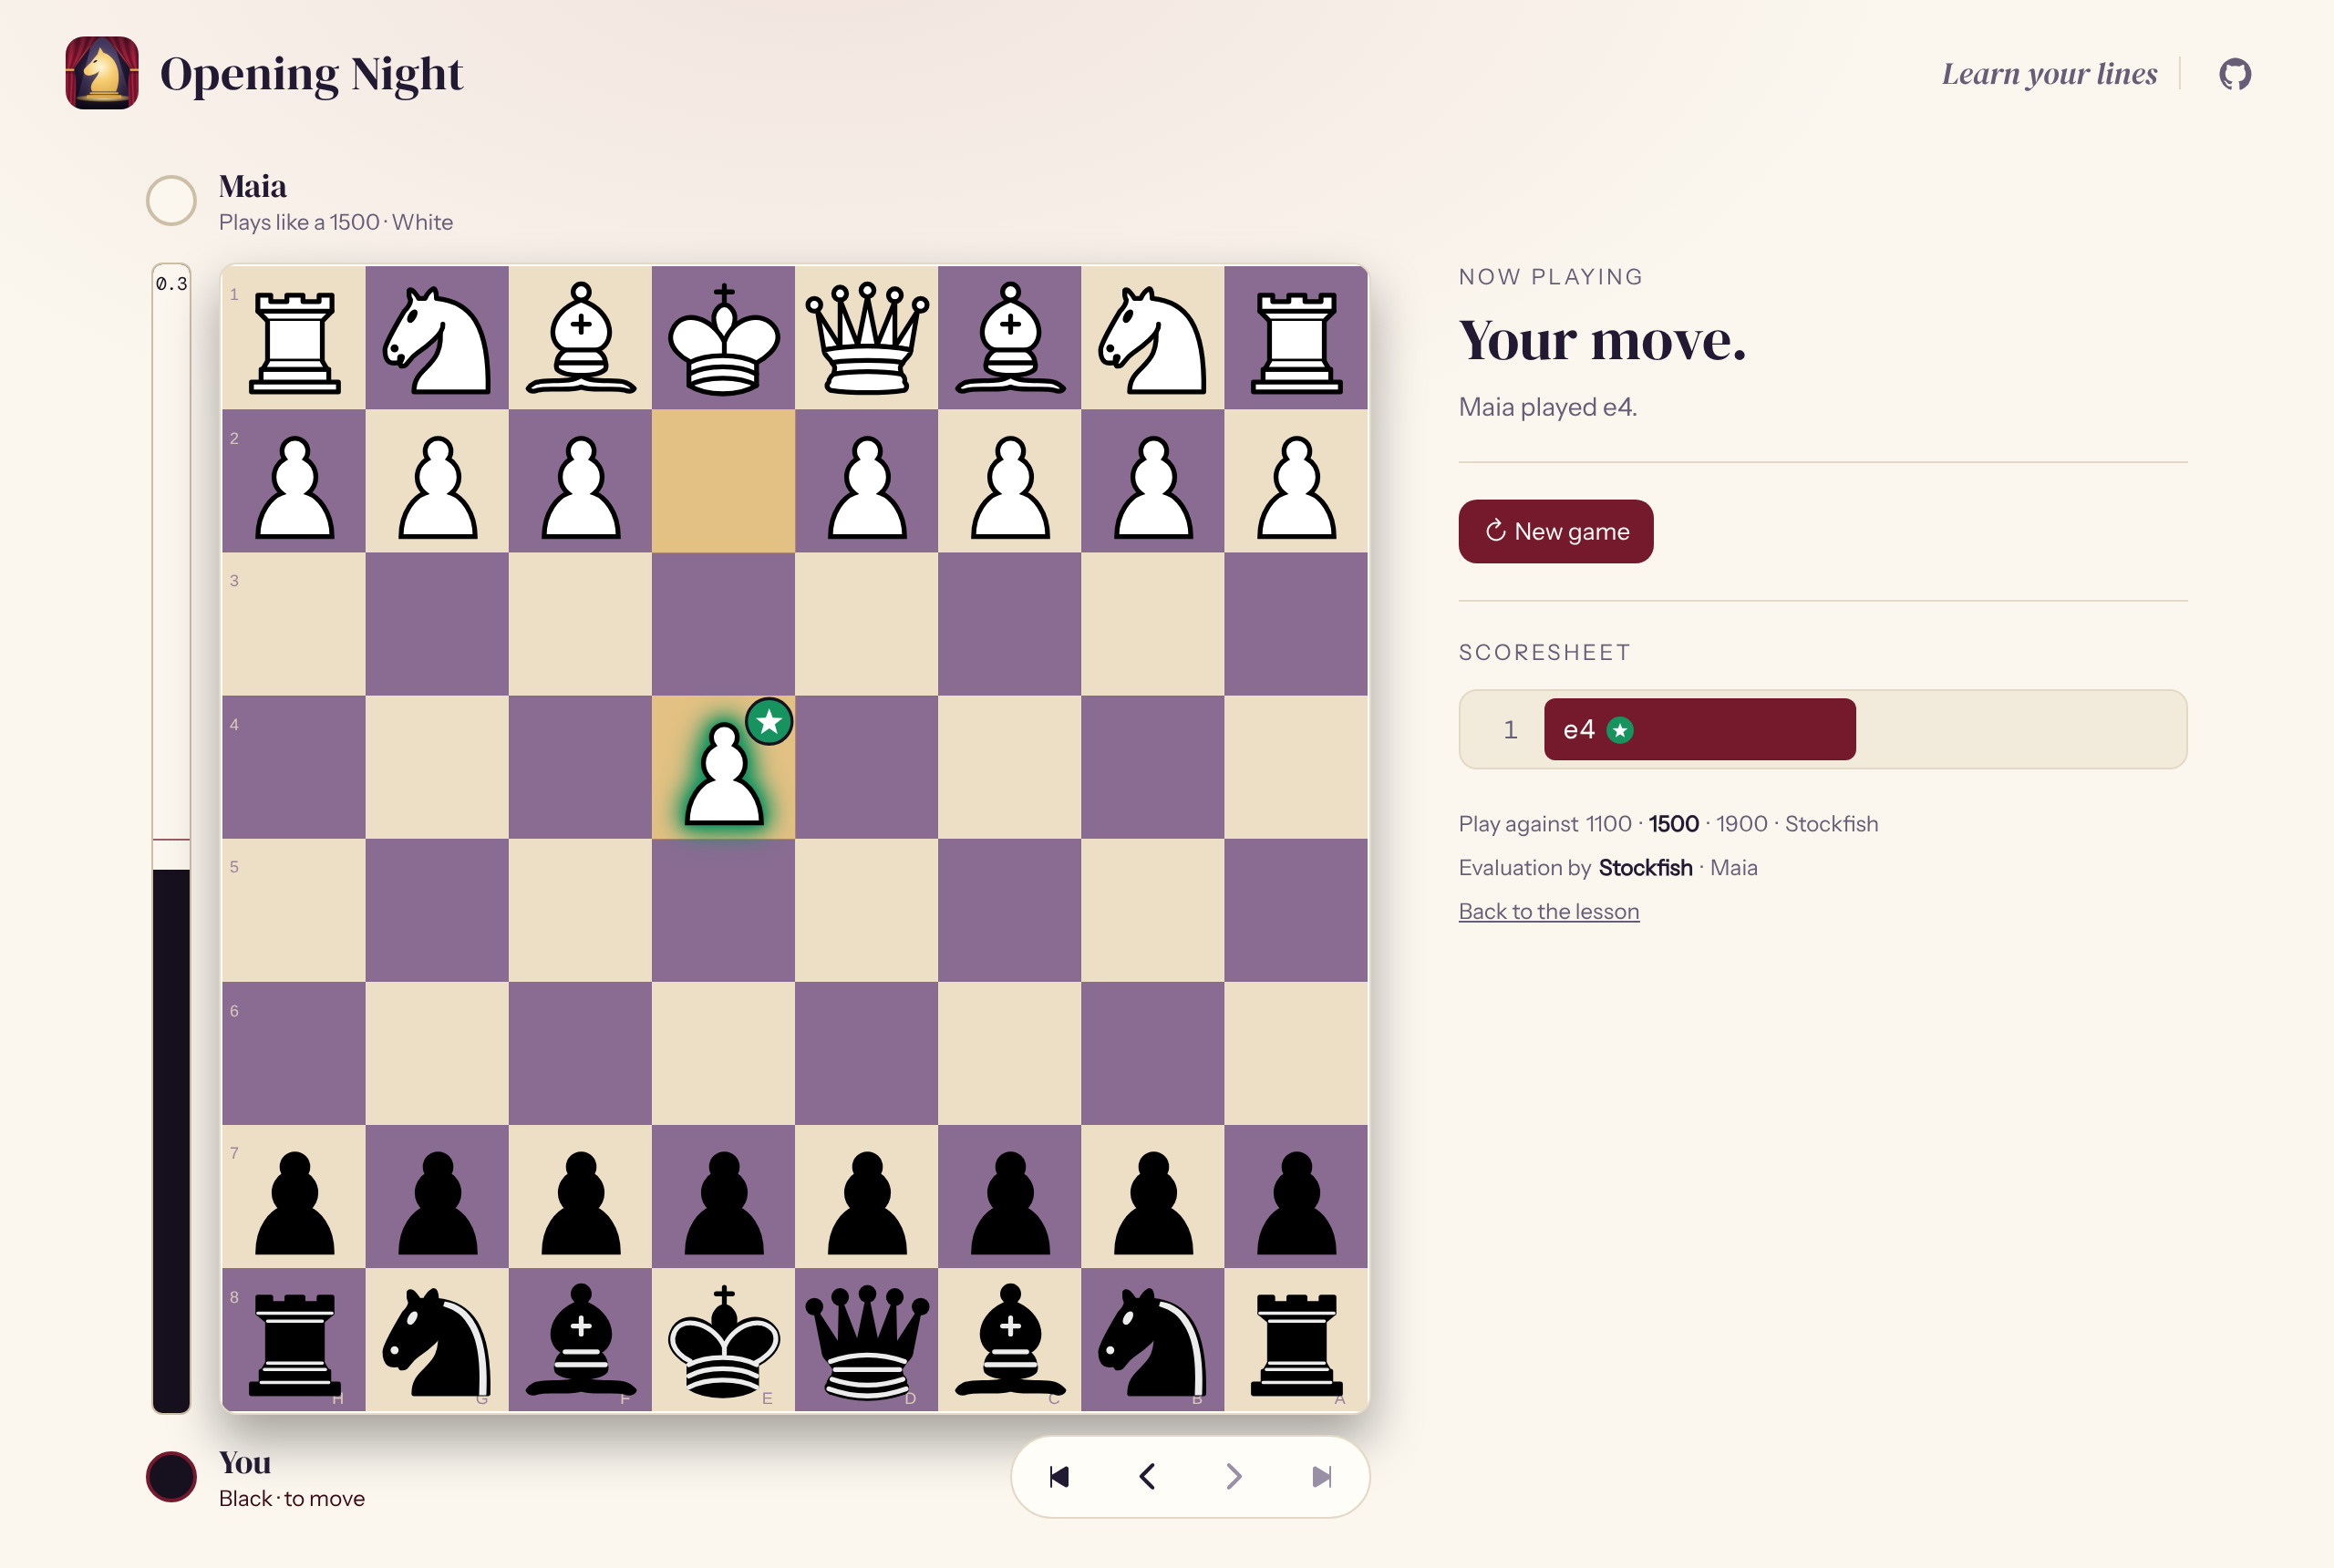 Opening Night
Learn your lines
Maia
Plays like a 1500 · White
0.3
1
2
3
4
5
6
7
8
H G F E D C B A
You
Black · to move
NOW PLAYING
Your move.
Maia played e4.
New game
SCORESHEET
1 e4
Play against 1100 · 1500 · 1900 · Stockfish
Evaluation by Stockfish · Maia
Back to the lesson